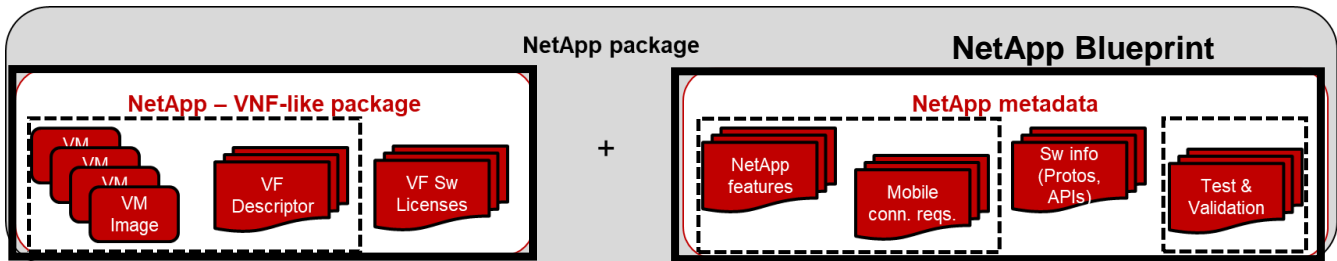 NetApp package
NetApp Blueprint
NetApp – VNF-like package
VM
VM
VM
VM
Image
VF
Descriptor
VF Sw
Licenses
+
NetApp metadata
NetApp
features
Mobile
conn. reqs.
Sw info
(Protos,
APIs)
Test &
Validation